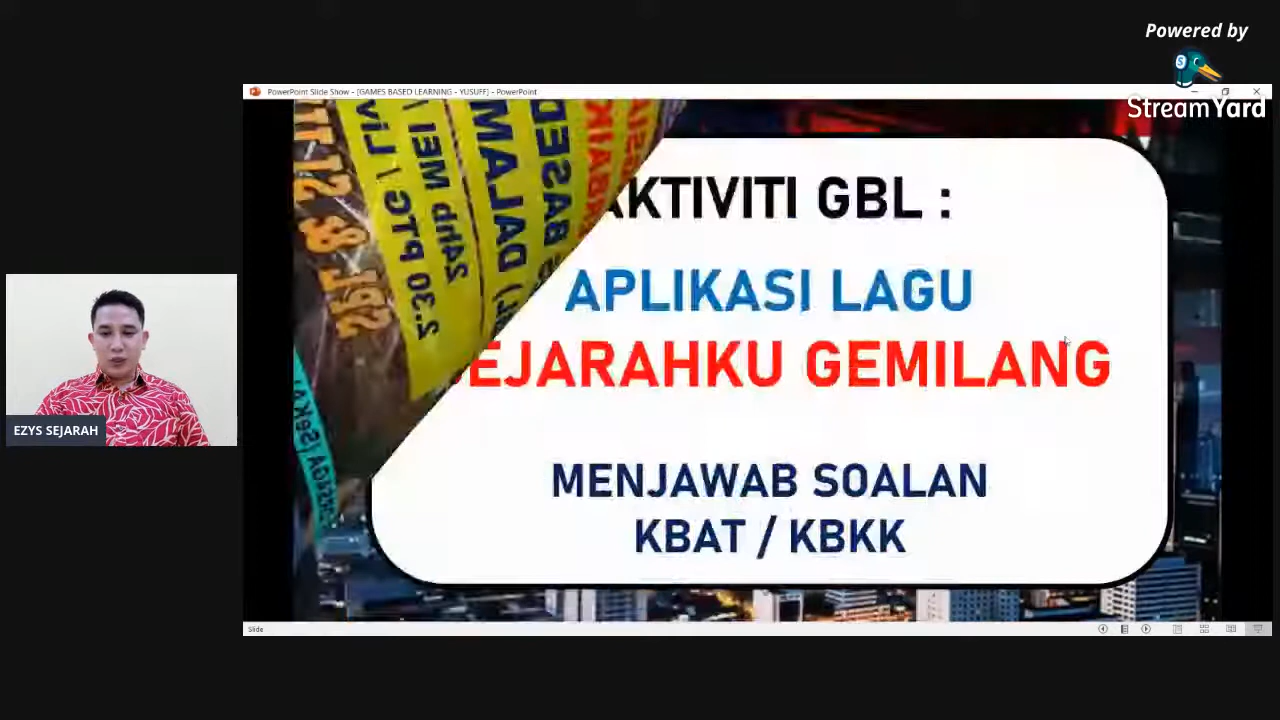 Powered by
StreamYard
PowerPoint Slide Show - [GAMES BASED LEARNING - YUSUFF] - PowerPoint
AKTIVITI GBL :
APLIKASI LAGU
SEJARAHKU GEMILANG
MENJAWAB SOALAN
KBAT / KBKK
EZYS SEJARAH
Slide